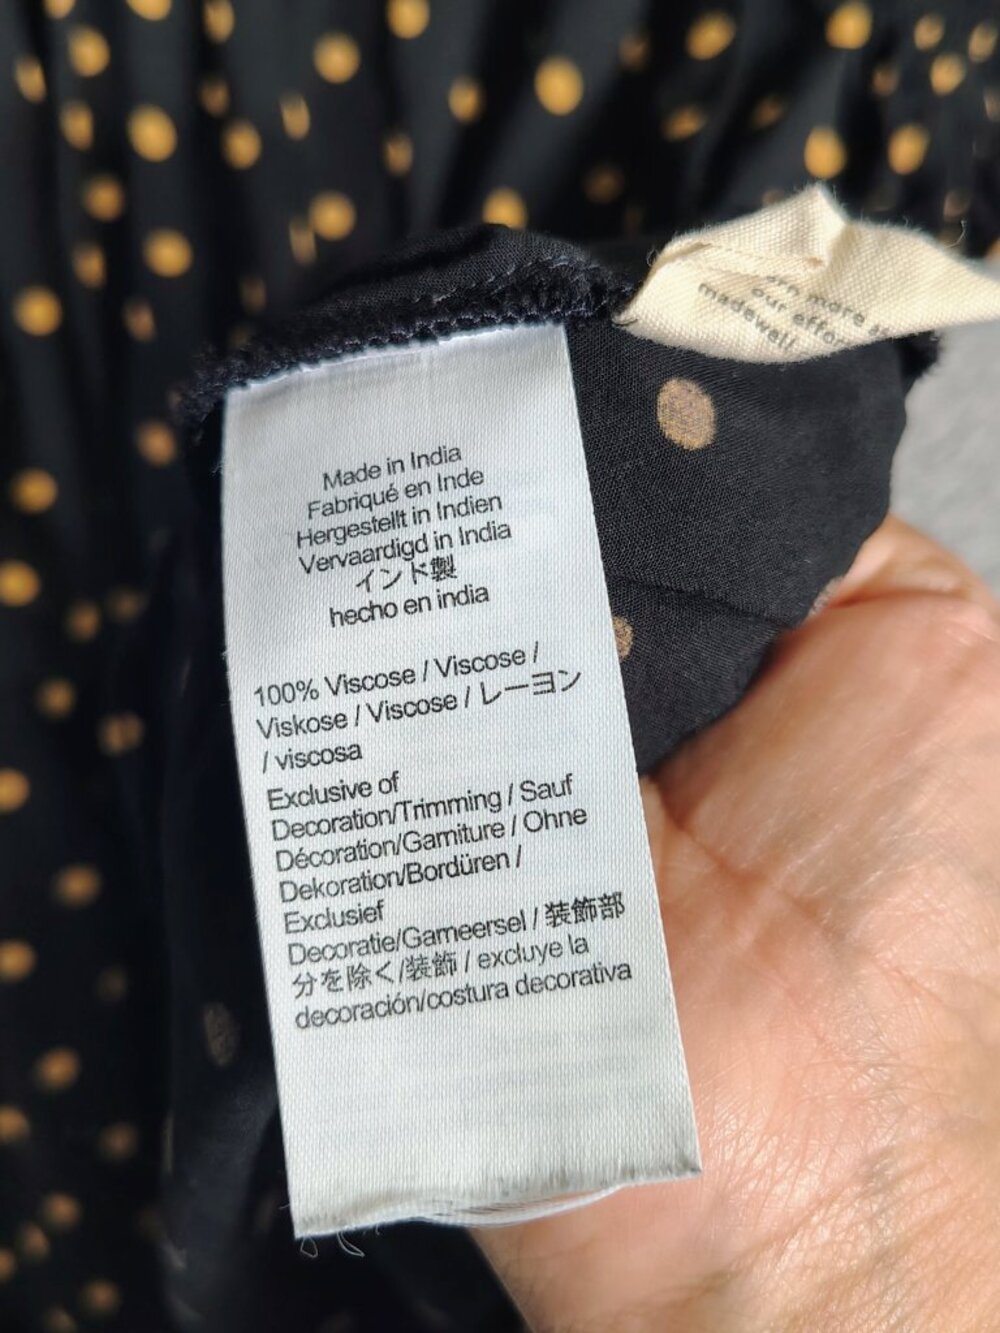 more
our effo
madewell
Made in India
Fabriqué en Inde
Hergestellt in Indien
Vervaardigd in India
インド製
hecho en india
100% Viscose / Viscose /
Viskose / Viscose / レーヨン
/ viscosa
Exclusive of
Decoration/Trimming / Sauf
Décoration/Garniture / Ohne
Dekoration/Bordüren /
Exclusief
Decoratie/Garneersel / 装飾部
分を除く/装飾 / excluye la
decoración/costura decorativa